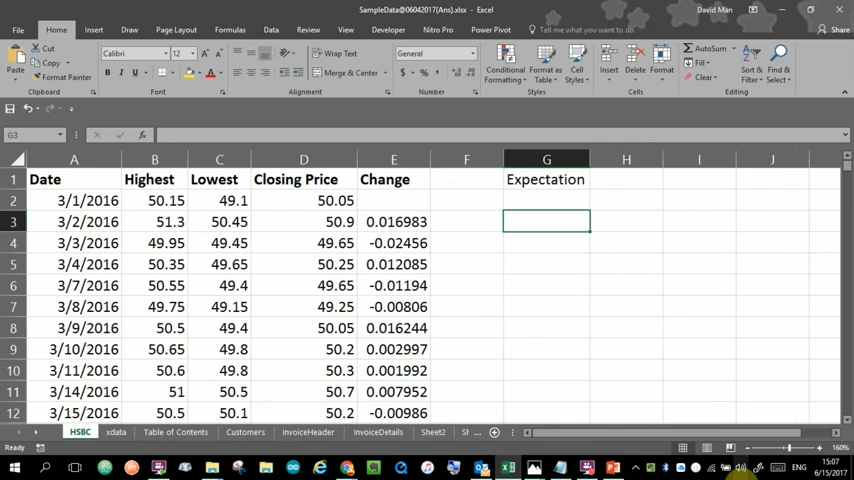 SampleData@06042017(Ans).xlsx - Excel
David Man
File Home Insert Draw Page Layout Formulas Data Review View Developer Nitro Pro Power Pivot Tell me what you want to do Share
Paste
Cut
Copy
Format Painter
Calibri 12
B I U
Wrap Text
Merge & Center
General
$ % ,
Conditional Formatting
Format as Table
Cell Styles
Insert Delete Format
AutoSum
Fill
Clear
Sort & Filter
Find & Select
Clipboard Font Alignment Number Styles Cells Editing
G3 fx
A B C D E F G H I J
1 Date Highest Lowest Closing Price Change Expectation
2 3/1/2016 50.15 49.1 50.05
3 3/2/2016 51.3 50.45 50.9 0.016983
4 3/3/2016 49.95 49.45 49.65 -0.02456
5 3/4/2016 50.35 49.65 50.25 0.012085
6 3/7/2016 50.55 49.4 49.65 -0.01194
7 3/8/2016 49.75 49.15 49.25 -0.00806
8 3/9/2016 50.5 49.4 50.05 0.016244
9 3/10/2016 50.65 49.8 50.2 0.002997
10 3/11/2016 50.6 49.8 50.3 0.001992
11 3/14/2016 51 50.5 50.7 0.007952
12 3/15/2016 50.5 50.1 50.2 -0.00986
HSBC xdata Table of Contents Customers InvoiceHeader InvoiceDetails Sheet2 Sh ...
Ready 160%
ENG 15:07
6/15/2017